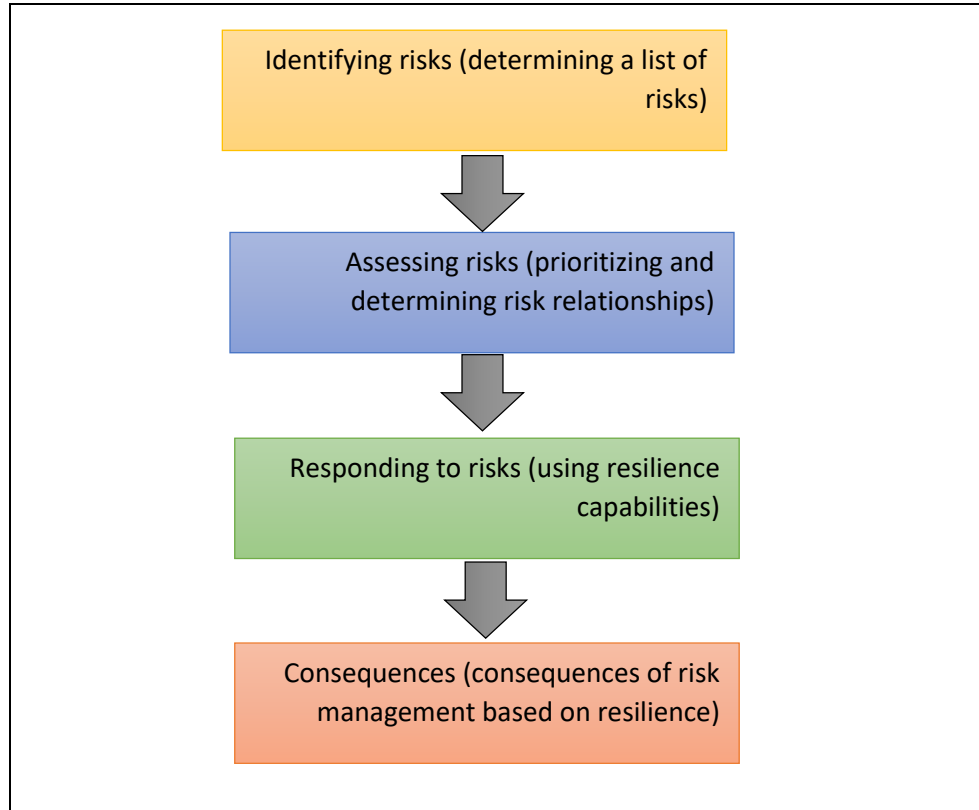 Identifying risks (determining a list of
risks)
Assessing risks (prioritizing and
determining risk relationships)
Responding to risks (using resilience
capabilities)
Consequences (consequences of risk
management based on resilience)